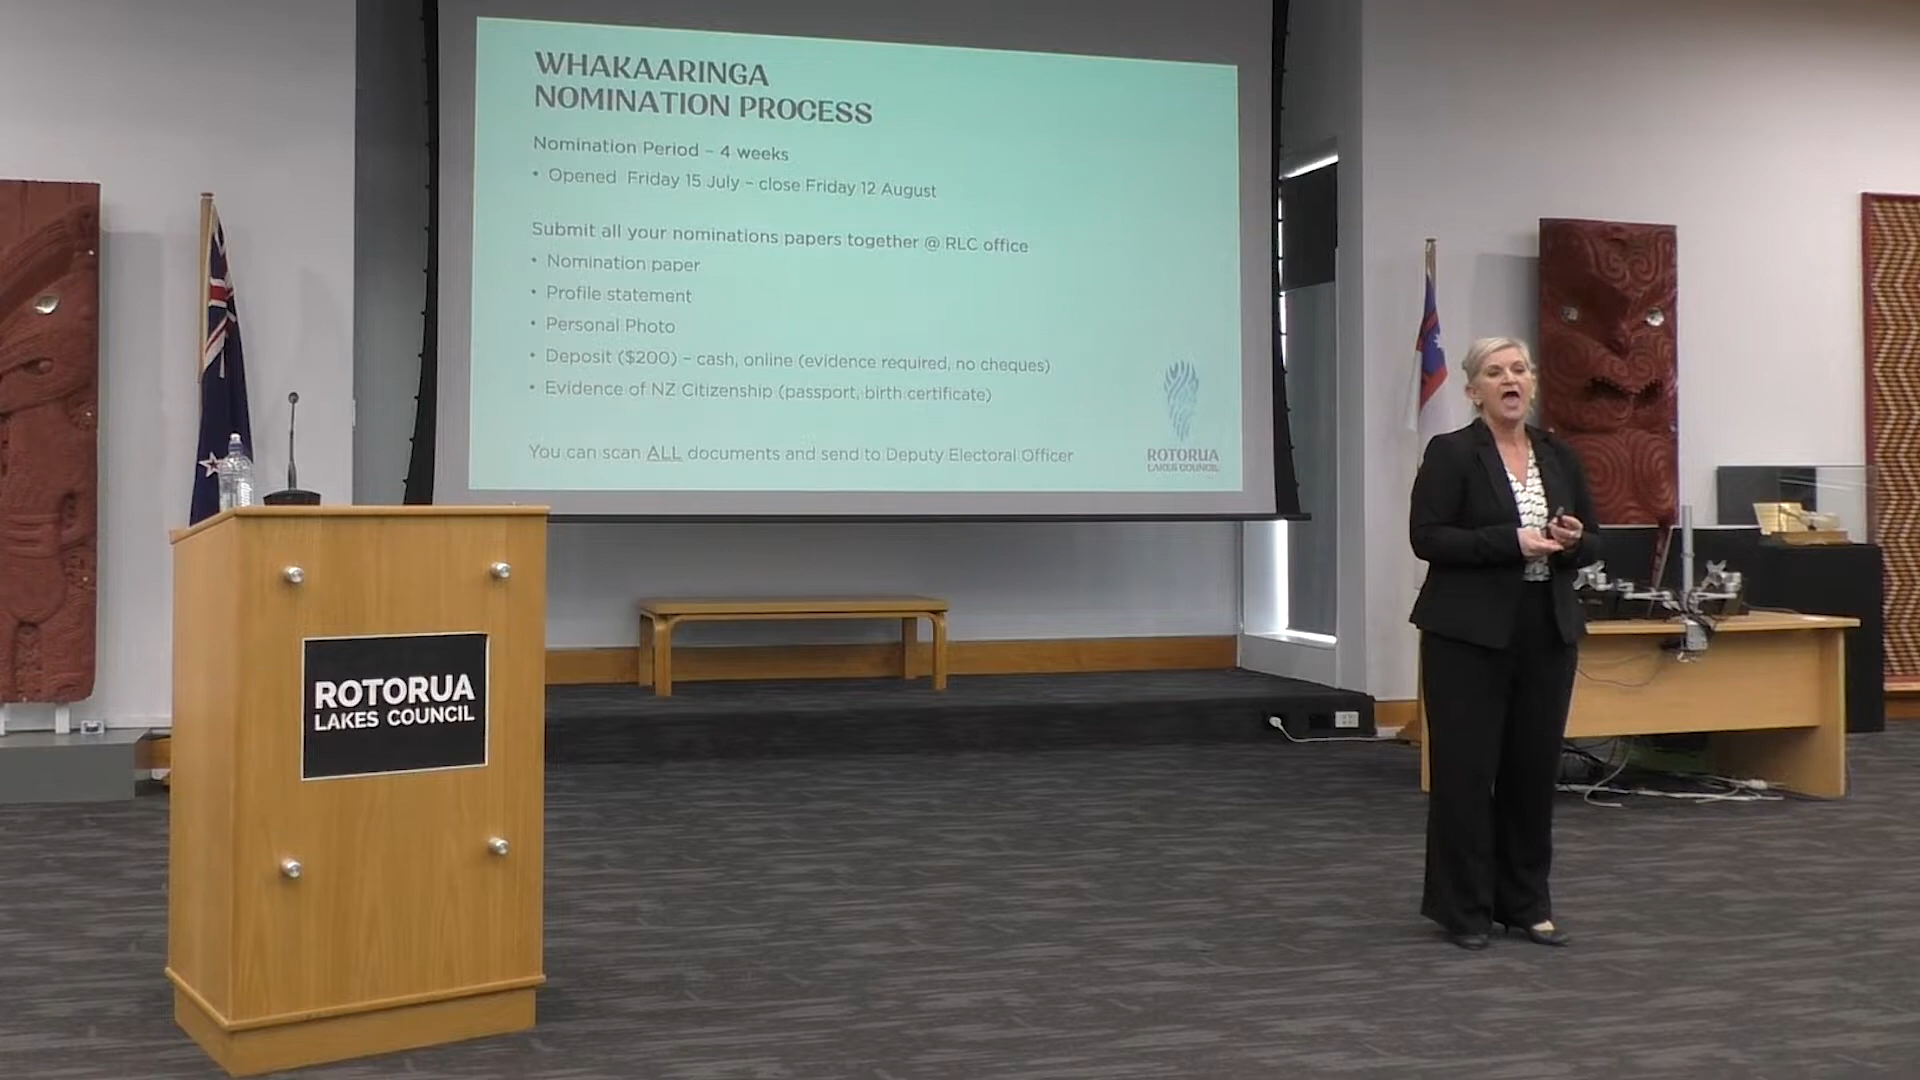 WHAKAARINGA
NOMINATION PROCESS
Nomination Period – 4 weeks
• Opened Friday 15 July – close Friday 12 August
Submit all your nominations papers together @ RLC office
• Nomination paper
• Profile statement
• Personal Photo
• Deposit ($200) – cash, online (evidence required, no cheques)
• Evidence of NZ Citizenship (passport, birth certificate)
You can scan ALL documents and send to Deputy Electoral Officer
ROTORUA
LAKES COUNCIL
ROTORUA
LAKES COUNCIL